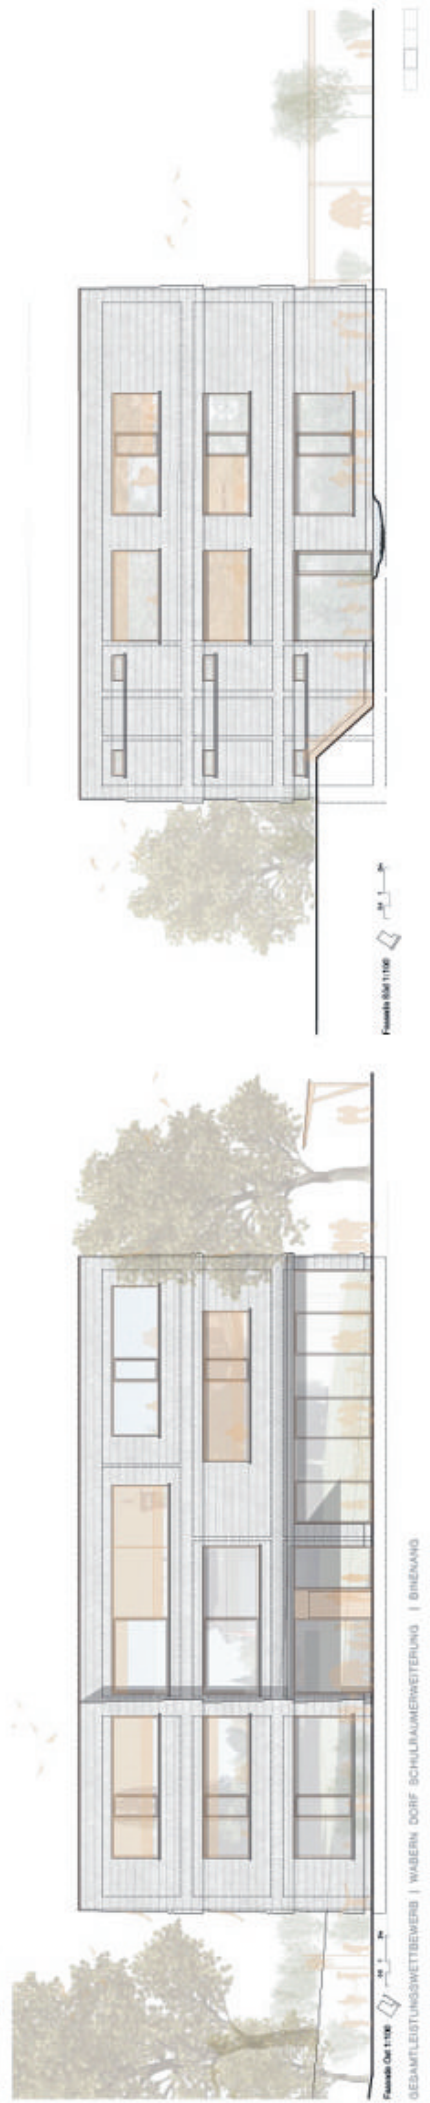 Fassade Süd 1:100
Fassade Ost 1:100
GESAMTLEISTUNGSWETTBEWERB | WABERN DORF SCHULRAUMERWEITERUNG | BINENANG